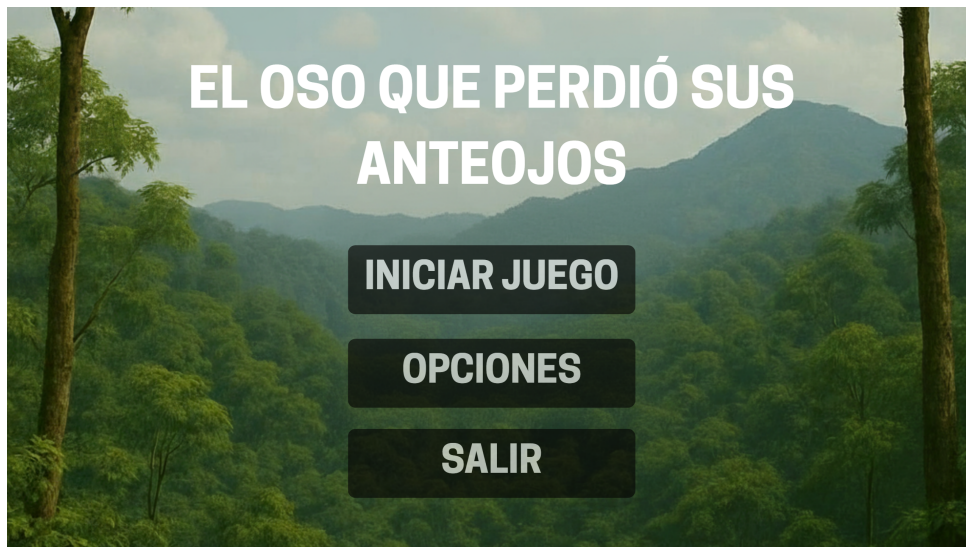 EL OSO QUE PERDIÓ SUS
ANTEOJOS
INICIAR JUEGO
OPCIONES
SALIR